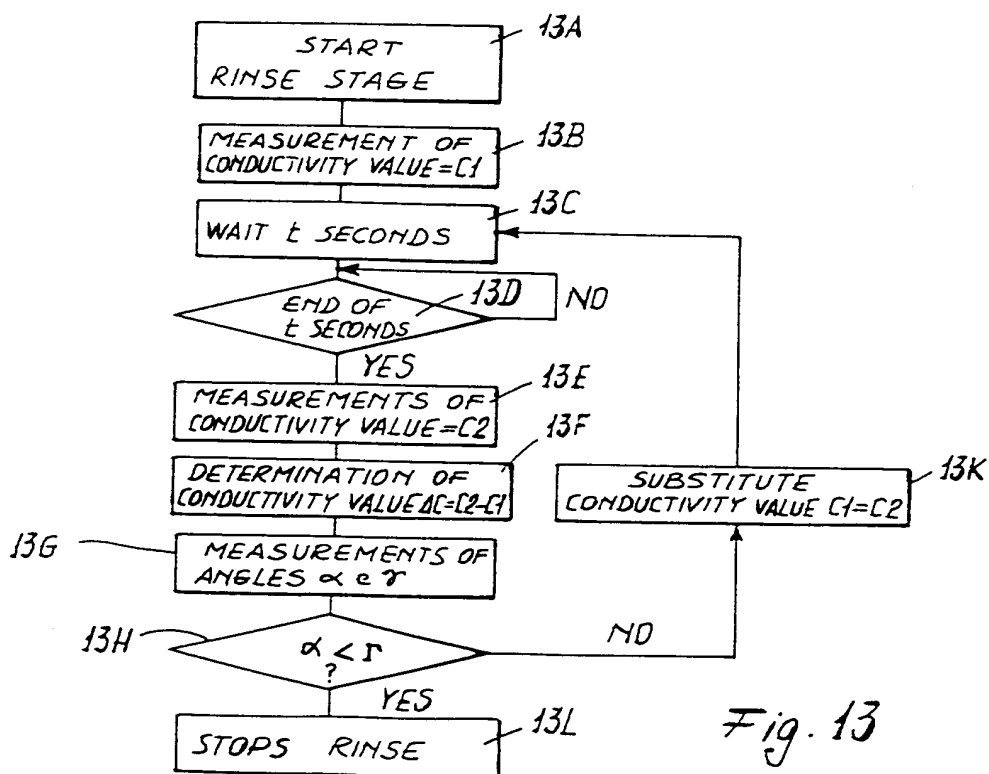 13A
START
RINSE STAGE
13B
MEASUREMENT OF
CONDUCTIVITY VALUE=C1
13C
WAIT t SECONDS
13D
END OF
t SECONDS
NO
YES
13E
MEASUREMENTS OF
CONDUCTIVITY VALUE=C2
13F
DETERMINATION OF
CONDUCTIVITY VALUE ΔC=C2-C1
13K
SUBSTITUTE
CONDUCTIVITY VALUE C1=C2
13G
MEASUREMENTS OF
ANGLES α e γ
13H
α < Γ
?
NO
YES
13L
STOPS RINSE
Fig. 13